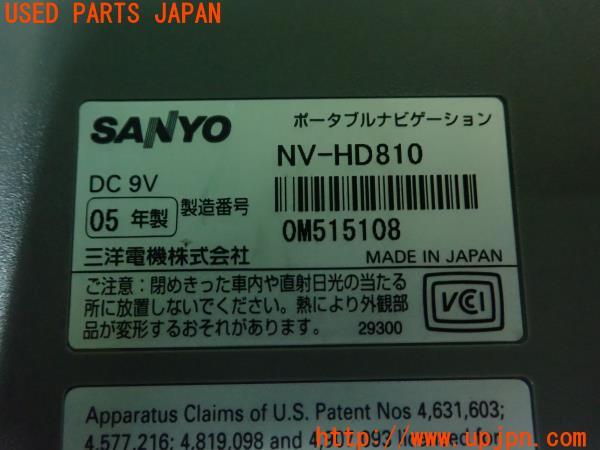 USED PARTS JAPAN
SANYO
ポータブルナビゲーション
NV-HD810
DC 9V
05 年製 製造番号
0M515108
三洋電機株式会社
MADE IN JAPAN
ご注意：閉めきった車内や直射日光の当たる
所に放置しないでください。熱により外観部
品が変形するおそれがあります。
29300
VCI
Apparatus Claims of U.S. Patent Nos 4,631,603;
4,577,216; 4,819,098 and licensed for
http://www.upjpn.com